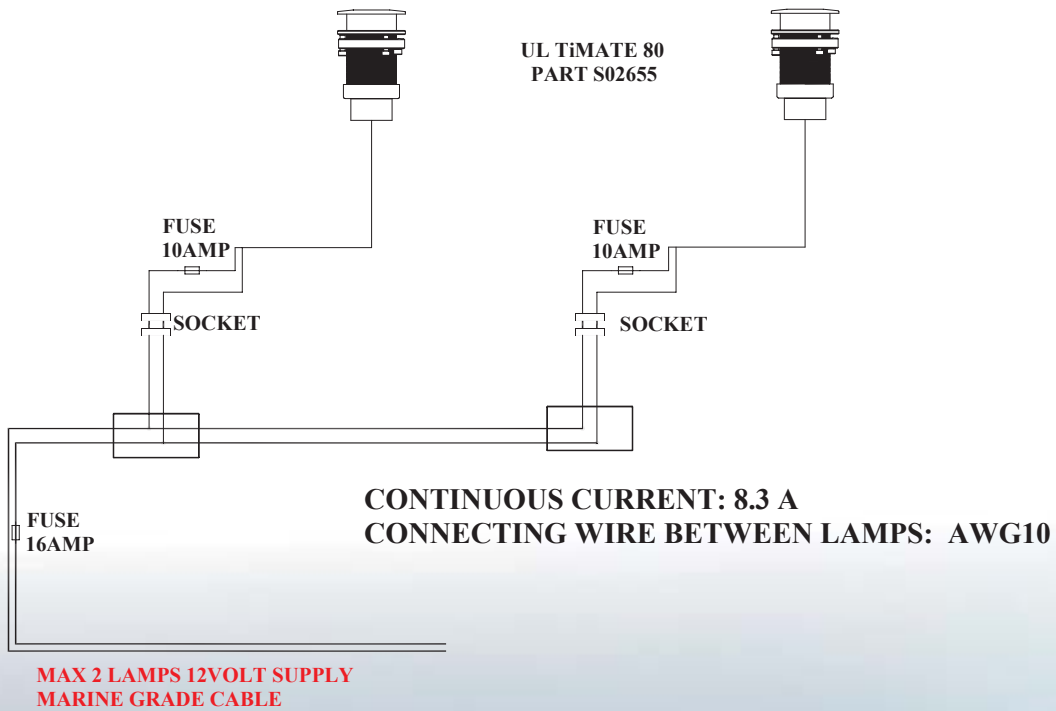 UL TiMATE 80
PART S02655
FUSE
10AMP
FUSE
10AMP
SOCKET
SOCKET
CONTINUOUS CURRENT: 8.3 A
CONNECTING WIRE BETWEEN LAMPS: AWG10
FUSE
16AMP
MAX 2 LAMPS 12VOLT SUPPLY
MARINE GRADE CABLE